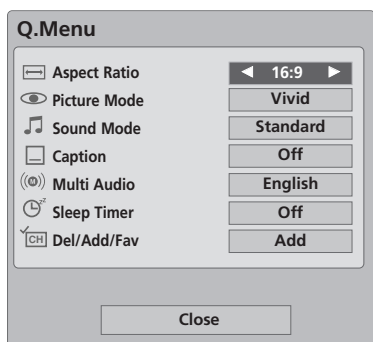 Q.Menu
Aspect Ratio ◀ 16:9 ▶
Picture Mode Vivid
Sound Mode Standard
Caption Off
Multi Audio English
Sleep Timer Off
CH Del/Add/Fav Add
Close